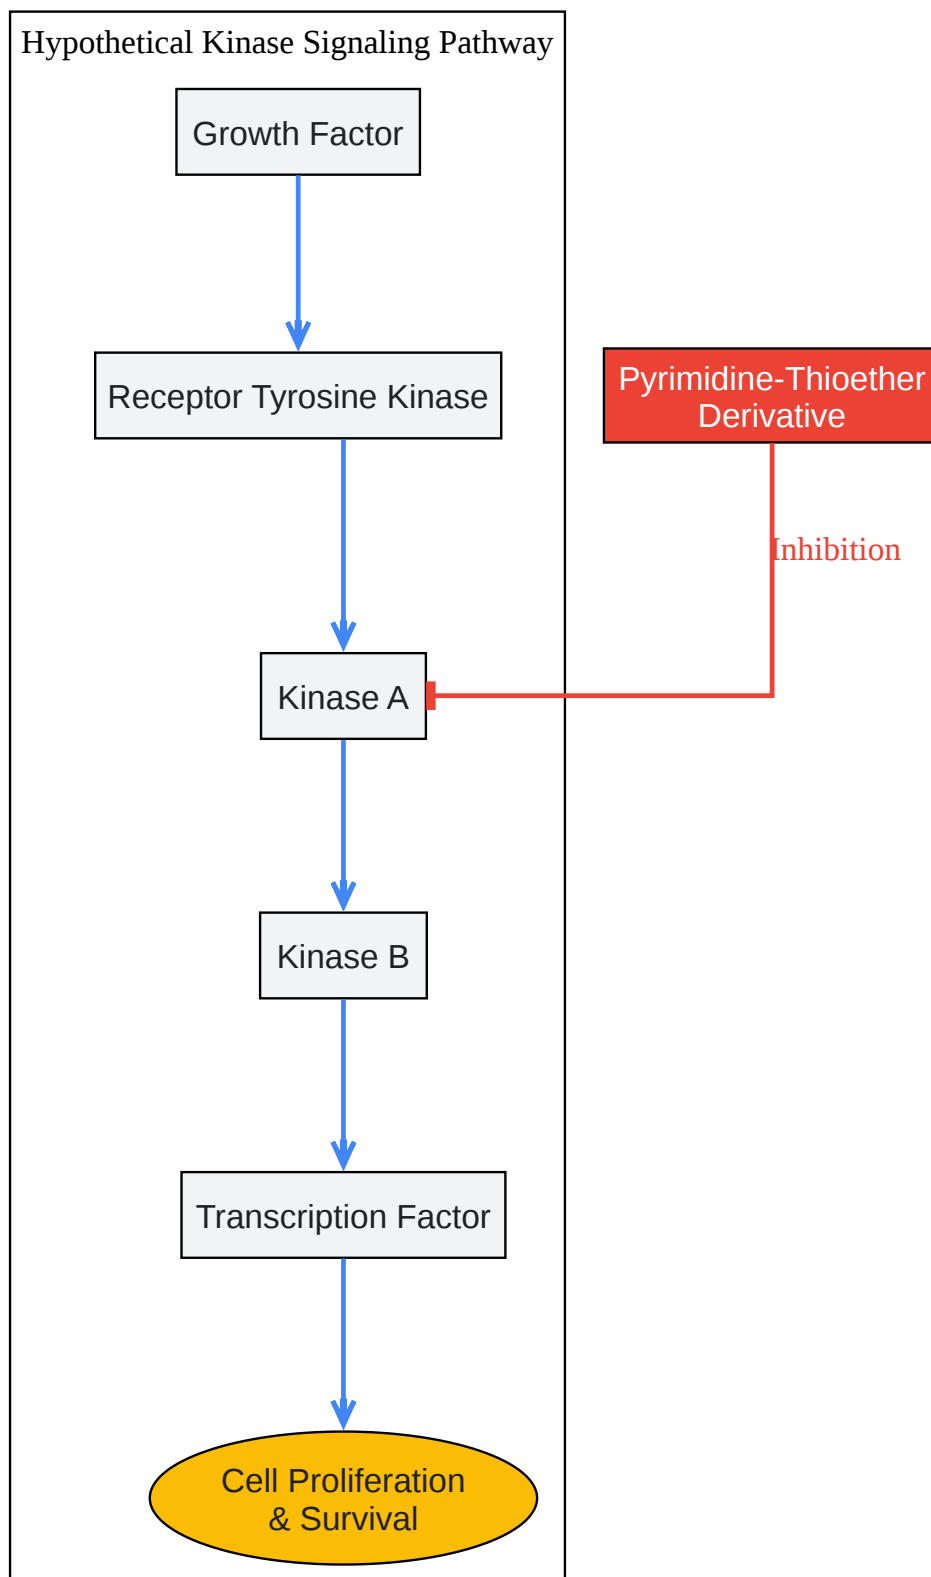 Hypothetical Kinase Signaling Pathway
Growth Factor
Receptor Tyrosine Kinase
Pyrimidine-Thioether
Derivative
Inhibition
Kinase A
Kinase B
Transcription Factor
Cell Proliferation
& Survival